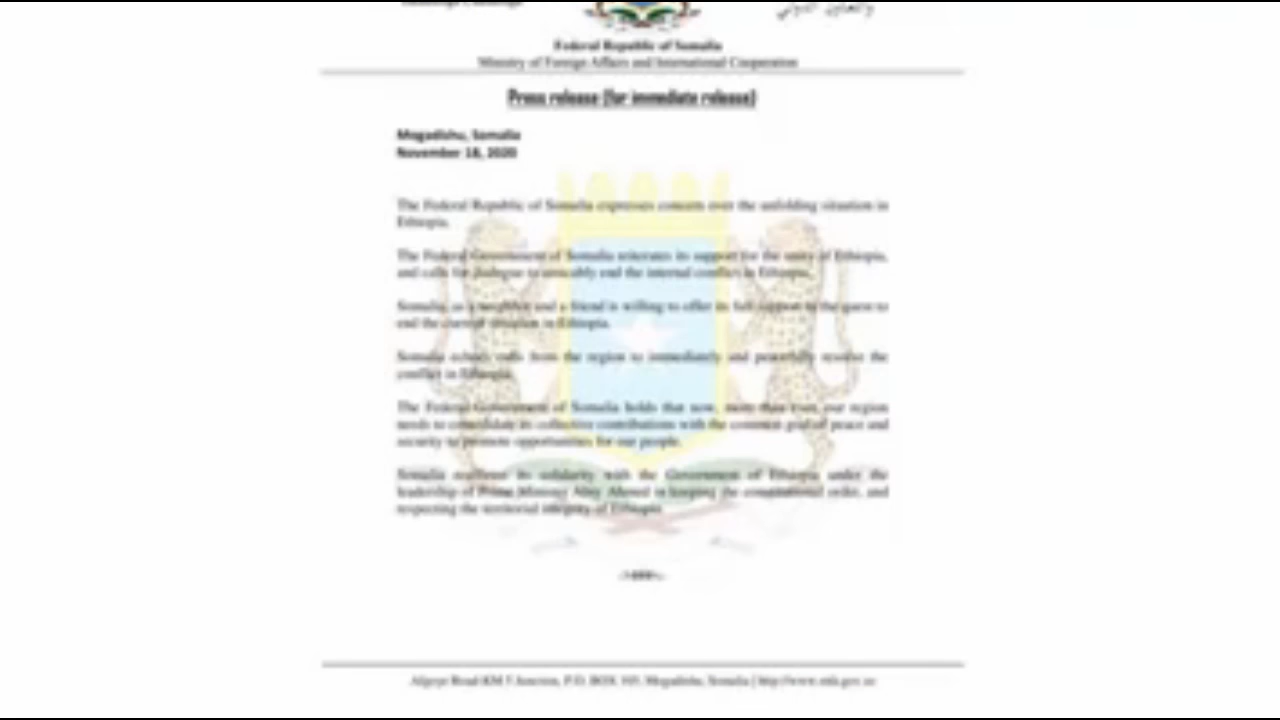 Federal Republic of Somalia
Ministry of Foreign Affairs and International Cooperation
Press release (for immediate release)
Mogadishu, Somalia
November 18, 2020
The Federal Republic of Somalia expresses concern over the unfolding situation in
Ethiopia.
The Federal Government of Somalia reiterates its support for the unity of Ethiopia,
and calls for dialogue to amicably end the internal conflict in Ethiopia.
Somalia, as a neighbor and a friend is willing to offer its full support in the quest to
end the current situation in Ethiopia.
Somalia echoes calls from the region to immediately and peacefully resolve the
conflict in Ethiopia.
The Federal Government of Somalia holds that now, more than ever, our region
needs to consolidate its collective contributions with the common goal of peace and
security to promote opportunities for our people.
Somalia reaffirms its solidarity with the Government of Ethiopia under the
leadership of Prime Minister Abiy Ahmed in keeping the constitutional order, and
respecting the territorial integrity of Ethiopia.
Road KM 5 Junction, P.O. BOX Mogadishu, Somalia |